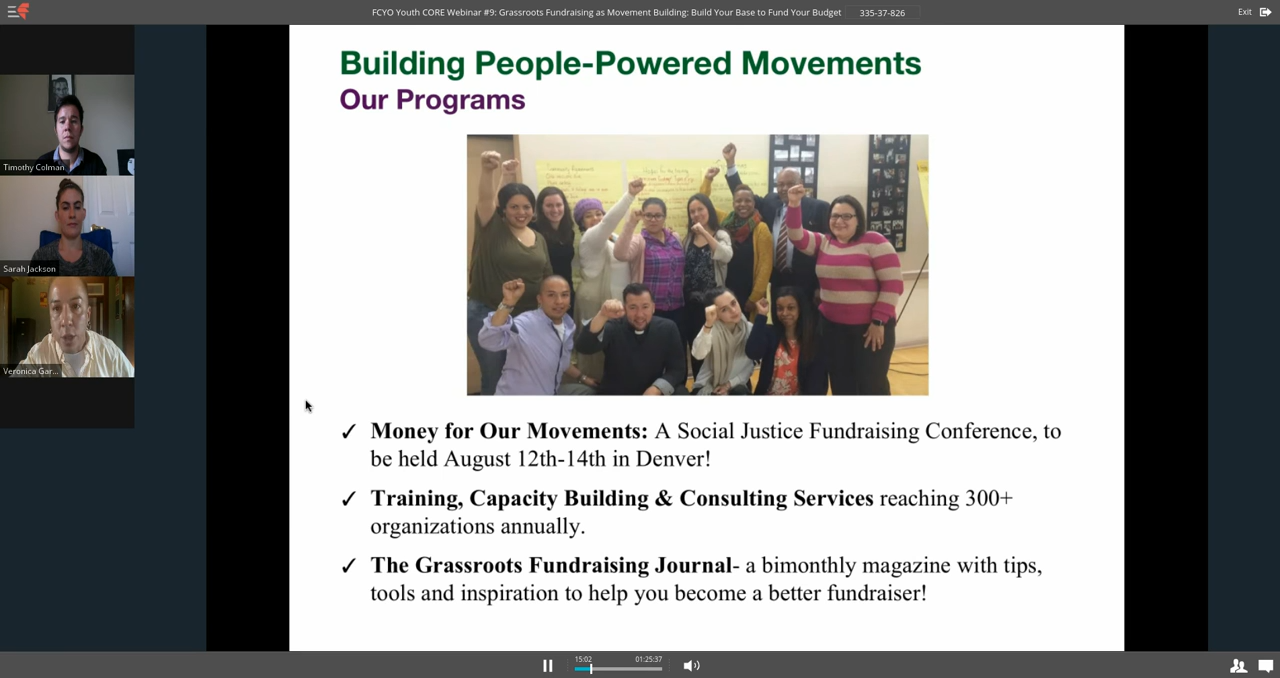 FCYO Youth CORE Webinar #9: Grassroots Fundraising as Movement Building: Build Your Base to Fund Your Budget
335-37-826
Exit
Building People-Powered Movements
Our Programs
Timothy Colman
Sarah Jackson
Veronica Gar...
✓ Money for Our Movements: A Social Justice Fundraising Conference, to
be held August 12th-14th in Denver!
✓ Training, Capacity Building & Consulting Services reaching 300+
organizations annually.
✓ The Grassroots Fundraising Journal- a bimonthly magazine with tips,
tools and inspiration to help you become a better fundraiser!
15:02
01:25:37